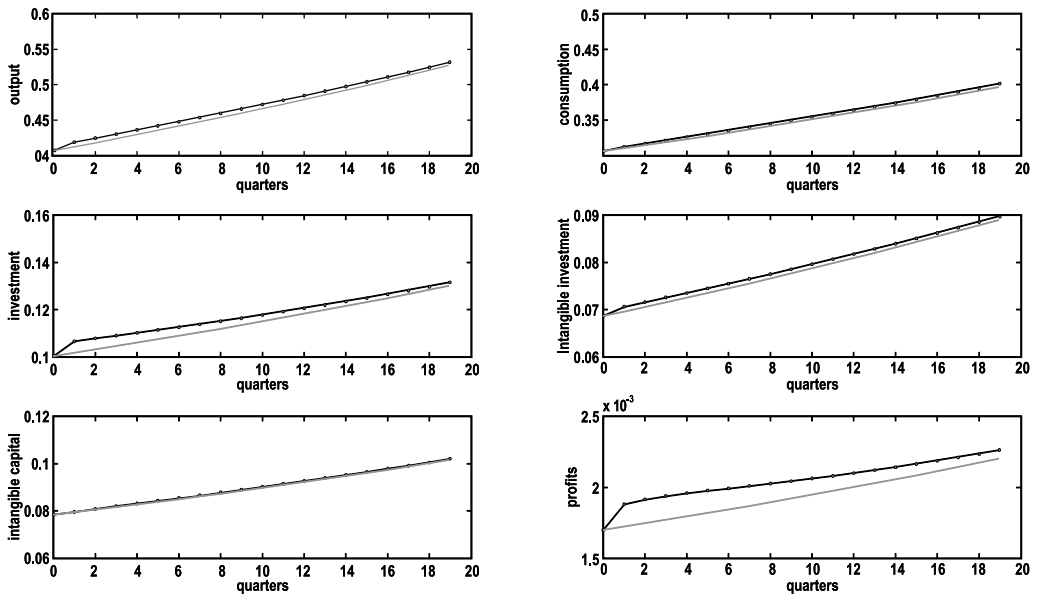 0.6
0.55
0.5
0.45
04
output
0 2 4 6 8 10 12 14 16 18 20
quarters
0.5
0.45
0.4
0.35
consumption
0 2 4 6 8 10 12 14 16 18 20
quarters
0.16
0.14
0.12
0.1
investment
0 2 4 6 8 10 12 14 16 18 20
quarters
0.09
0.08
0.07
0.06
Intangible investment
0 2 4 6 8 10 12 14 16 18 20
quarters
0.12
0.1
0.08
0.06
intangible capital
0 2 4 6 8 10 12 14 16 18 20
quarters
x 10-3
2.5
2
1.5
profits
0 2 4 6 8 10 12 14 16 18 20
quarters